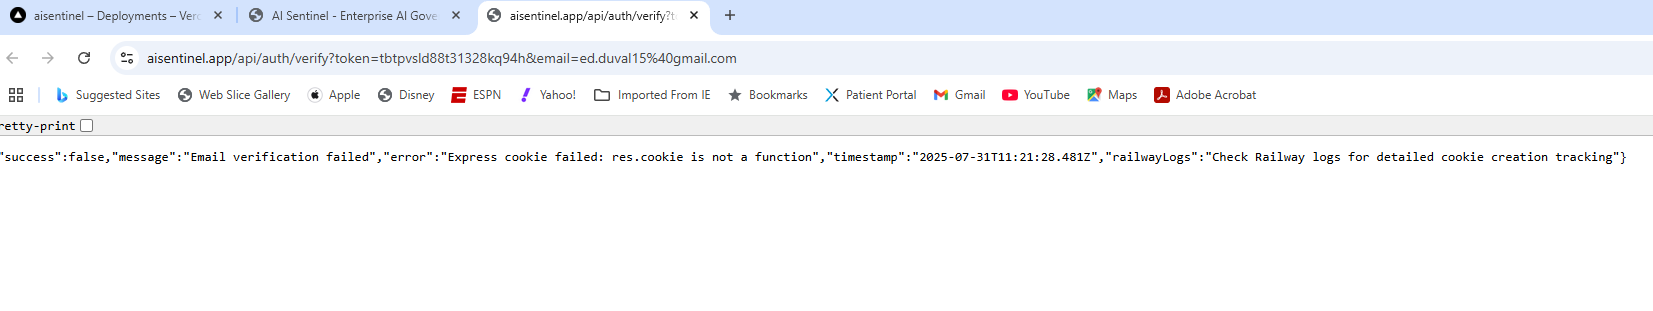 aisentinel – Deployments – Verc
AI Sentinel - Enterprise AI Gove
aisentinel.app/api/auth/verify?t
aisentinel.app/api/auth/verify?token=tbtpvsld88t31328kq94h&email=ed.duval15%40gmail.com
Suggested Sites Web Slice Gallery Apple Disney ESPN Yahoo! Imported From IE Bookmarks Patient Portal Gmail YouTube Maps Adobe Acrobat
retty-print
"success":false,"message":"Email verification failed","error":"Express cookie failed: res.cookie is not a function","timestamp":"2025-07-31T11:21:28.481Z","railwayLogs":"Check Railway logs for detailed cookie creation tracking"}